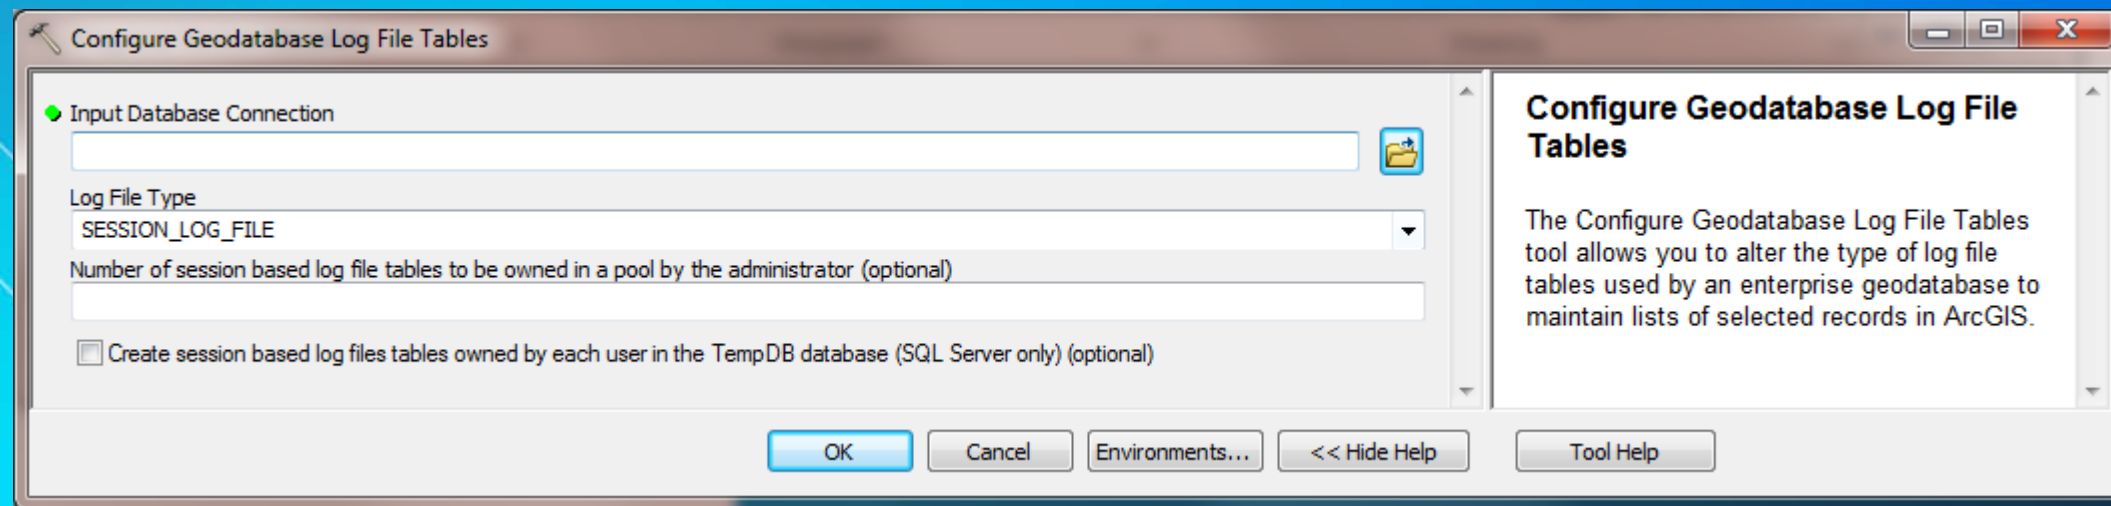 Configure Geodatabase Log File Tables
Input Database Connection
Log File Type
SESSION_LOG_FILE
Number of session based log file tables to be owned in a pool by the administrator (optional)
Create session based log files tables owned by each user in the TempDB database (SQL Server only) (optional)
OK
Cancel
Environments...
<< Hide Help
Configure Geodatabase Log File
Tables
The Configure Geodatabase Log File Tables
tool allows you to alter the type of log file
tables used by an enterprise geodatabase to
maintain lists of selected records in ArcGIS.
Tool Help